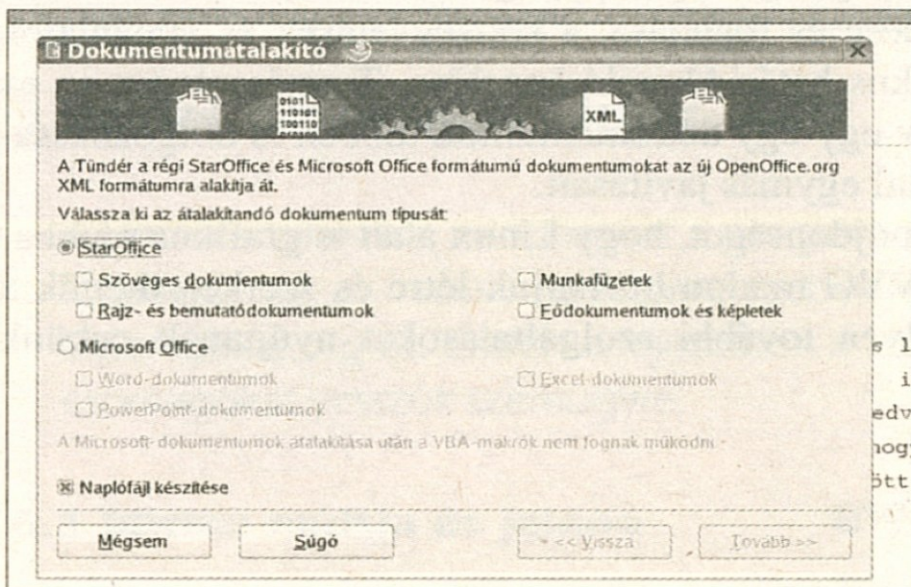 Dokumentumátalakító
0101
110101
100110
XML
A Tündér a régi StarOffice és Microsoft Office formátumú dokumentumokat az új OpenOffice.org
XML formátumra alakítja át.
Válassza ki az átalakítandó dokumentum típusát:
StarOffice
Szöveges dokumentumok
Munkafüzetek
Rajz- és bemutatódokumentumok
Fődokumentumok és képletek
Microsoft Office
Word-dokumentumok
Excel-dokumentumok
PowerPoint-dokumentumok
A Microsoft-dokumentumok átalakítása után a VBA-makrók nem fognak működni
Naplófájl készítése
Mégsem
Súgó
<< Vissza
Tovább >>